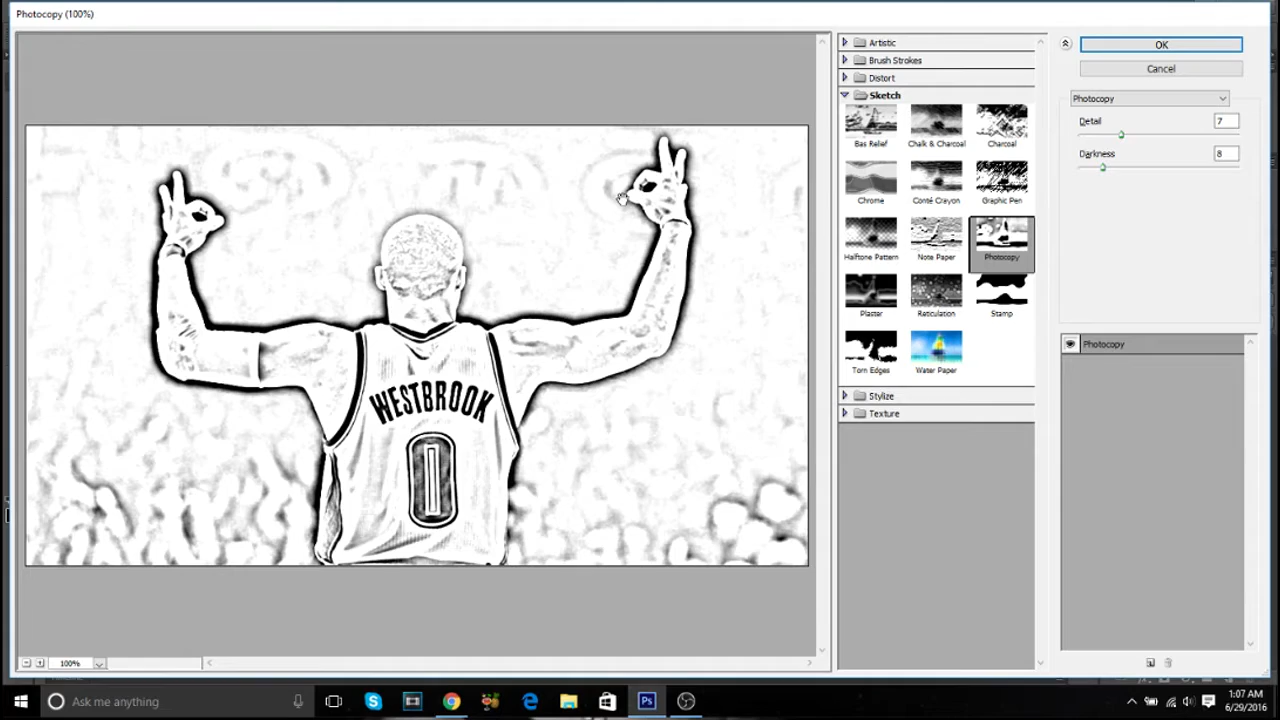 Photocopy (100%)
Artistic
Brush Strokes
Distort
Sketch
Bas Relief
Chalk & Charcoal
Charcoal
Chrome
Conté Crayon
Graphic Pen
Halftone Pattern
Note Paper
Photocopy
Plaster
Reticulation
Stamp
Torn Edges
Water Paper
Stylize
Texture
OK
Cancel
Photocopy
Detail 7
Darkness 8
Photocopy
WESTBROOK
0
100%
Ask me anything
Ps
1:07 AM
6/29/2016